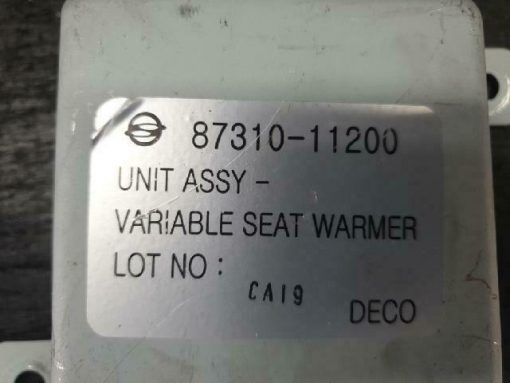 87310-11200
UNIT ASSY -
VARIABLE SEAT WARMER
LOT NO :
CA19
DECO